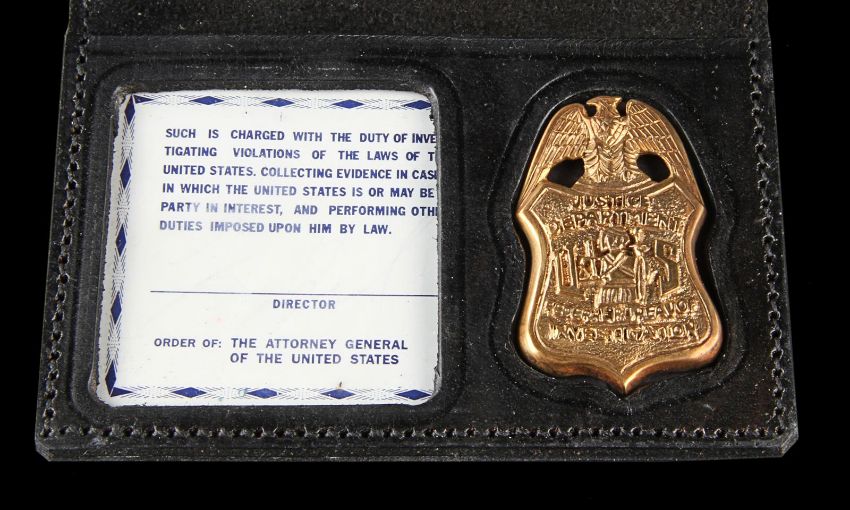 SUCH IS CHARGED WITH THE DUTY OF INVE
TIGATING VIOLATIONS OF THE LAWS OF T
UNITED STATES. COLLECTING EVIDENCE IN CASE
IN WHICH THE UNITED STATES IS OR MAY BE
PARTY IN INTEREST, AND PERFORMING OTH
DUTIES IMPOSED UPON HIM BY LAW.
DIRECTOR
ORDER OF: THE ATTORNEY GENERAL
OF THE UNITED STATES
JUSTICE
DEPARTMENT
U S
INVESTIGATION